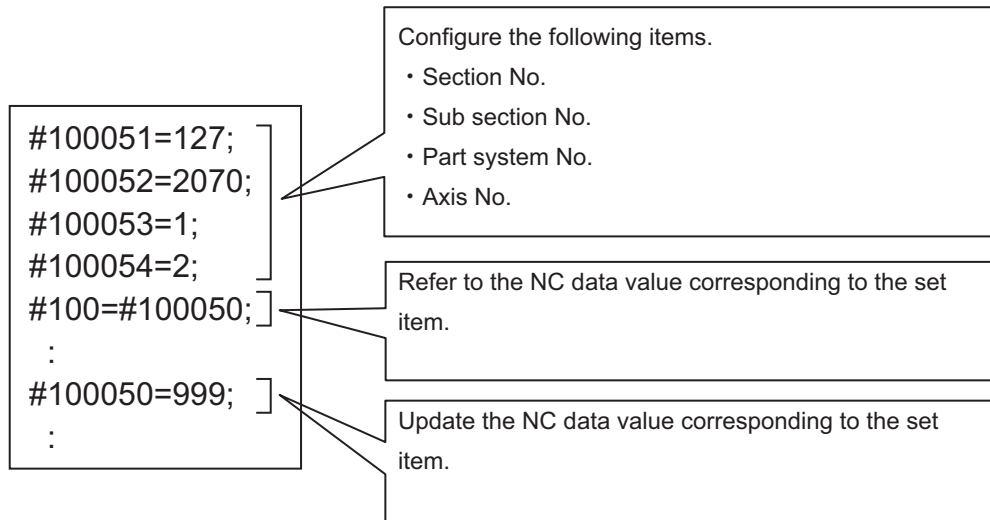 Configure the following items.
・Section No.
・Sub section No.
・Part system No.
・Axis No.
#100051=127;
#100052=2070;
#100053=1;
#100054=2;
#100=#100050;
:
#100050=999;
:
Refer to the NC data value corresponding to the set
item.
Update the NC data value corresponding to the set
item.